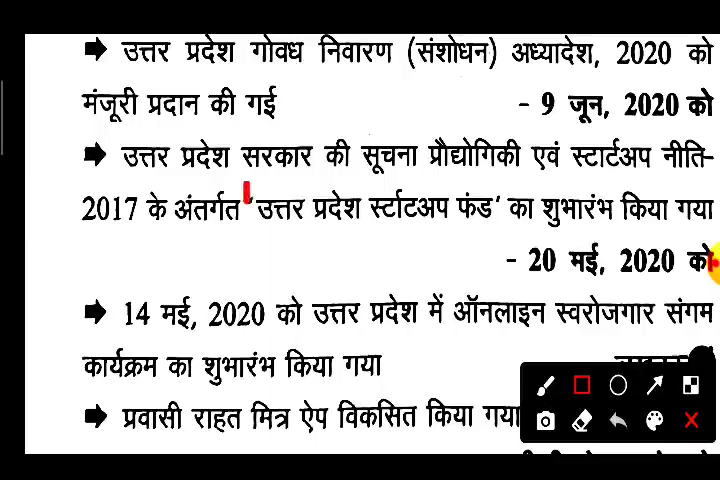 ➡ उत्तर प्रदेश गोवध निवारण (संशोधन) अध्यादेश, 2020 को
मंजूरी प्रदान की गई - 9 जून, 2020 को
➡ उत्तर प्रदेश सरकार की सूचना प्रौद्योगिकी एवं स्टार्टअप नीति-
2017 के अंतर्गत 'उत्तर प्रदेश र्स्टाटअप फंड' का शुभारंभ किया गया
- 20 मई, 2020 को
➡ 14 मई, 2020 को उत्तर प्रदेश में ऑनलाइन स्वरोजगार संगम
कार्यक्रम का शुभारंभ किया गया
➡ प्रवासी राहत मित्र ऐप विकसित किया गया